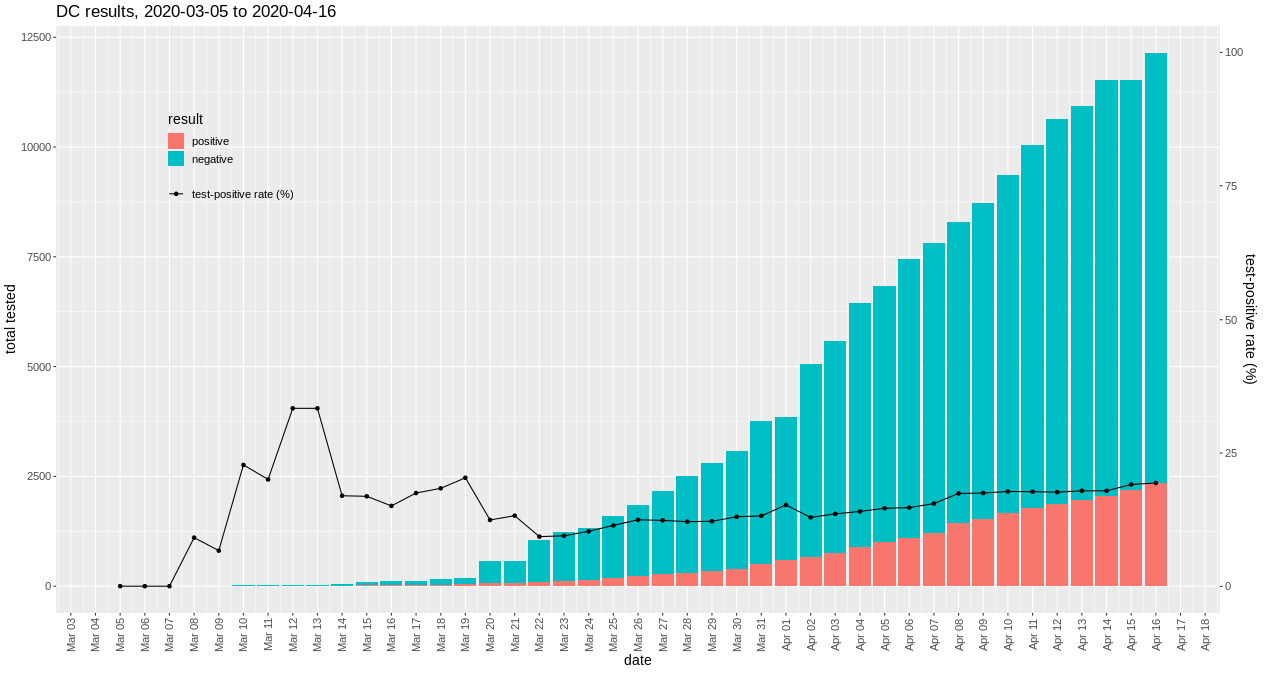 DC results, 2020-03-05 to 2020-04-16
total tested
12500
10000
7500
5000
2500
0
result
positive
negative
test-positive rate (%)
100
75
50
25
0
test-positive rate (%)
Mar 03
Mar 04
Mar 05
Mar 06
Mar 07
Mar 08
Mar 09
Mar 10
Mar 11
Mar 12
Mar 13
Mar 14
Mar 15
Mar 16
Mar 17
Mar 18
Mar 19
Mar 20
Mar 21
Mar 22
Mar 23
Mar 24
Mar 25
Mar 26
Mar 27
Mar 28
Mar 29
Mar 30
Mar 31
Apr 01
Apr 02
Apr 03
Apr 04
Apr 05
Apr 06
Apr 07
Apr 08
Apr 09
Apr 10
Apr 11
Apr 12
Apr 13
Apr 14
Apr 15
Apr 16
Apr 17
Apr 18
date